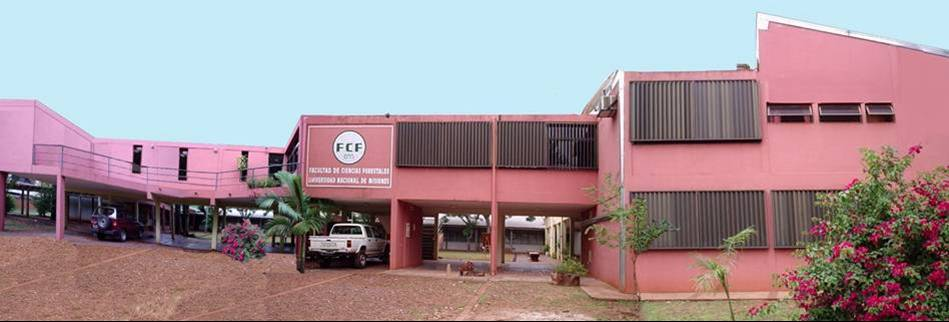 FCF
FACULTAD DE CIENCIAS FORESTALES
UNIVERSIDAD NACIONAL DE MISIONES